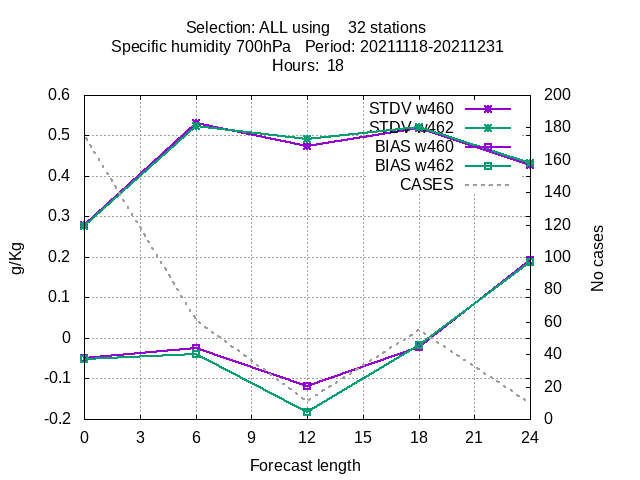 Selection: ALL using 32 stations
Specific humidity 700hPa Period: 20211118-20211231
Hours: 18
0.6
0.5
0.4
0.3
0.2
0.1
0
-0.1
-0.2
g/Kg
STDV w460
STDV w462
BIAS w460
BIAS w462
CASES
200
180
160
140
120
100
80
60
40
20
0
No cases
0 3 6 9 12 15 18 21 24
Forecast length